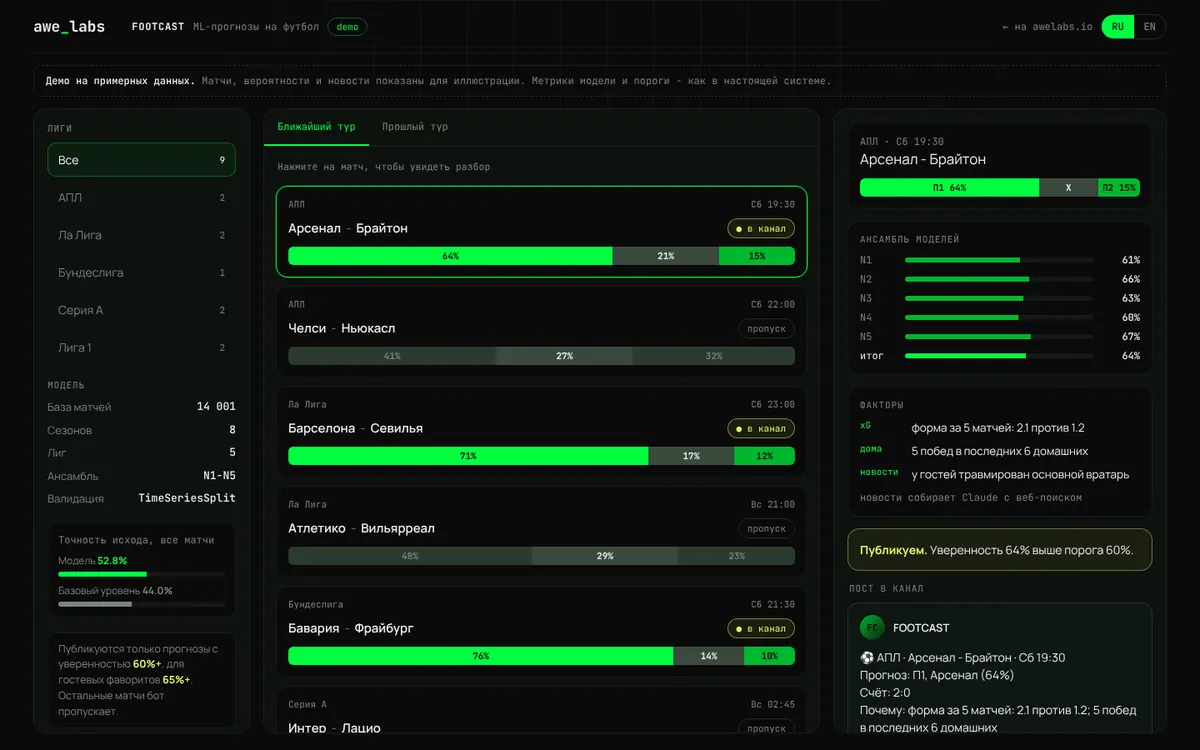 awe_labs
FOOTCAST ML-прогнозы на футбол demo
← на awelabs.io RU EN
Демо на примерных данных. Матчи, вероятности и новости показаны для иллюстрации. Метрики модели и пороги - как в настоящей системе.
ЛИГИ
Все 9
АПЛ 2
Ла Лига 2
Бундеслига 1
Серия А 2
Лига 1 2
МОДЕЛЬ
База матчей 14 001
Сезонов 8
Лиг 5
Ансамбль N1-N5
Валидация TimeSeriesSplit
Точность исхода, все матчи
Модель 52.8%
Базовый уровень 44.0%
Публикуются только прогнозы с
уверенностью 60%+, для
гостевых фаворитов 65%+.
Остальные матчи бот
пропускает.
Ближайший тур Прошлый тур
Нажмите на матч, чтобы увидеть разбор
АПЛ Сб 19:30
Арсенал - Брайтон в канал
64% 21% 15%
АПЛ Сб 22:00
Челси - Ньюкасл пропуск
41% 27% 32%
Ла Лига Сб 23:00
Барселона - Севилья в канал
71% 17% 12%
Ла Лига Вс 21:00
Атлетико - Вильярреал пропуск
48% 29% 23%
Бундеслига Сб 21:30
Бавария - Фрайбург в канал
76% 14% 10%
Серия А Вс 02:45
Интер - Лацио пропуск
АПЛ · Сб 19:30
Арсенал - Брайтон
П1 64% X П2 15%
АНСАМБЛЬ МОДЕЛЕЙ
N1 61%
N2 66%
N3 63%
N4 60%
N5 67%
итог 64%
ФАКТОРЫ
xG форма за 5 матчей: 2.1 против 1.2
дома 5 побед в последних 6 домашних
новости у гостей травмирован основной вратарь
новости собирает Claude с веб-поиском
Публикуем. Уверенность 64% выше порога 60%.
ПОСТ В КАНАЛ
FC FOOTCAST
⚽ АПЛ · Арсенал - Брайтон · Сб 19:30
Прогноз: П1, Арсенал (64%)
Счёт: 2:0
Почему: форма за 5 матчей: 2.1 против 1.2; 5 побед
в последних 6 домашних